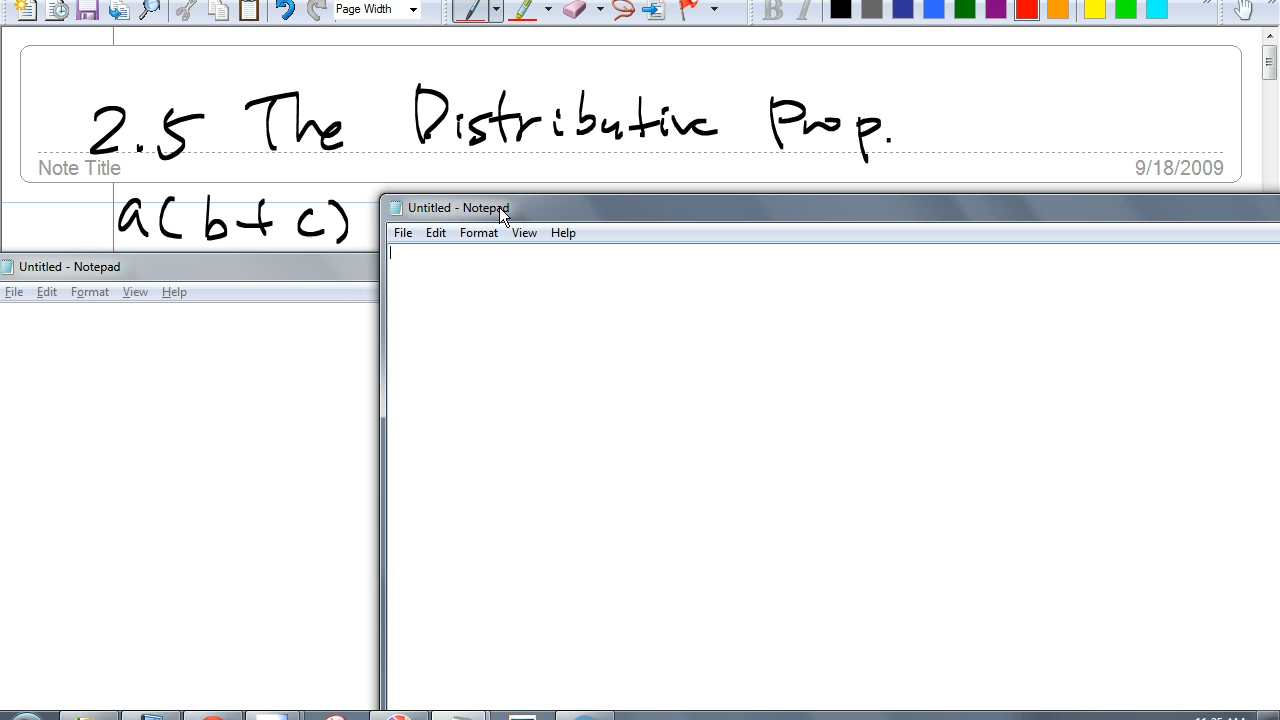 Page Width
2.5 The Distributive Prop.
Note Title 9/18/2009
a(b+c)
Untitled - Notepad
File Edit Format View Help
Untitled - Notepad
File Edit Format View Help